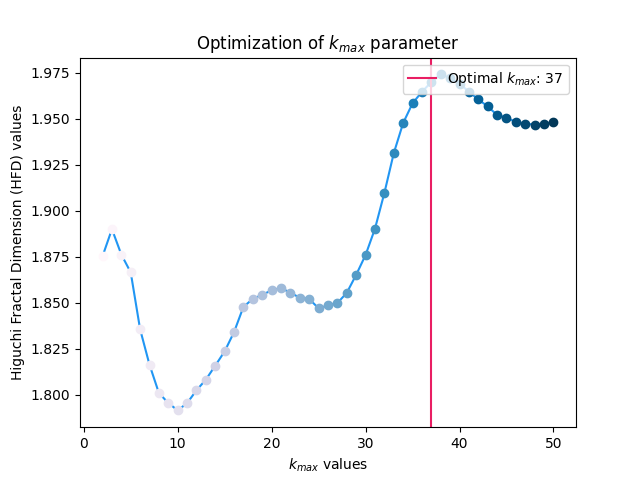 Optimization of $k_{max}$ parameter
Optimal $k_{max}$: 37
Higuchi Fractal Dimension (HFD) values
1.975
1.950
1.925
1.900
1.875
1.850
1.825
1.800
0 10 20 30 40 50
$k_{max}$ values